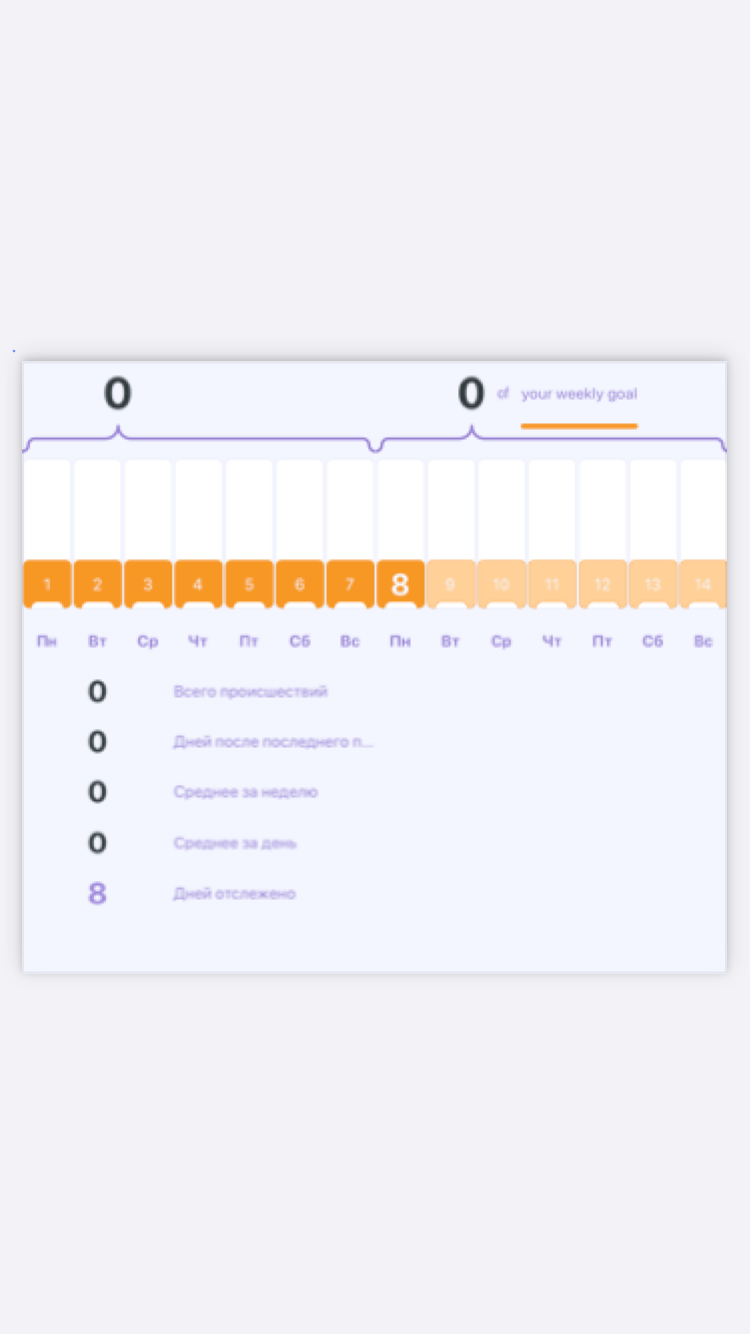 0 0 of your weekly goal
1 2 3 4 5 6 7 8 9 10 11 12 13 14
Пн Вт Ср Чт Пт Сб Вс Пн Вт Ср Чт Пт Сб Вс
0 Всего происшествий
0 Дней после последнего п...
0 Среднее за неделю
0 Среднее за день
8 Дней отслежено